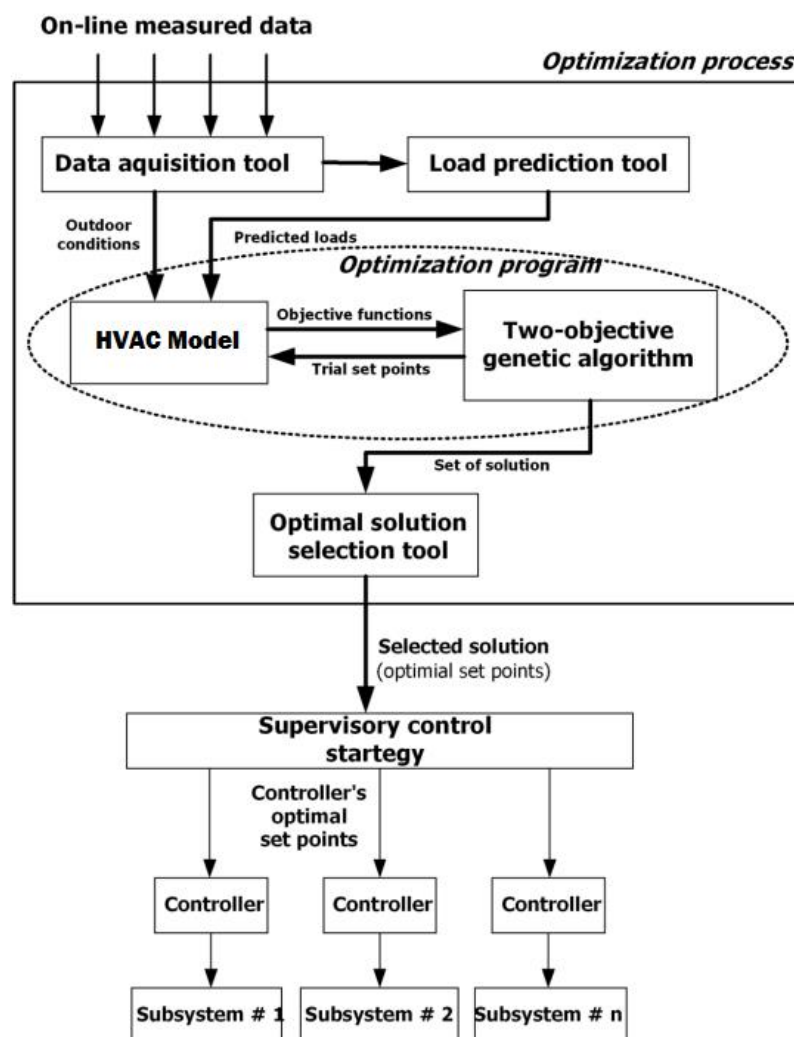 On-line measured data
Optimization process
Data aquisition tool
Load prediction tool
Outdoor
conditions
Predicted loads
Optimization program
HVAC Model
Objective functions
Trial set points
Two-objective
genetic algorithm
Set of solution
Optimal solution
selection tool
Selected solution
(optimial set points)
Supervisory control
startegy
Controller's
optimal
set points
Controller
Controller
Controller
Subsystem # 1
Subsystem # 2
Subsystem # n